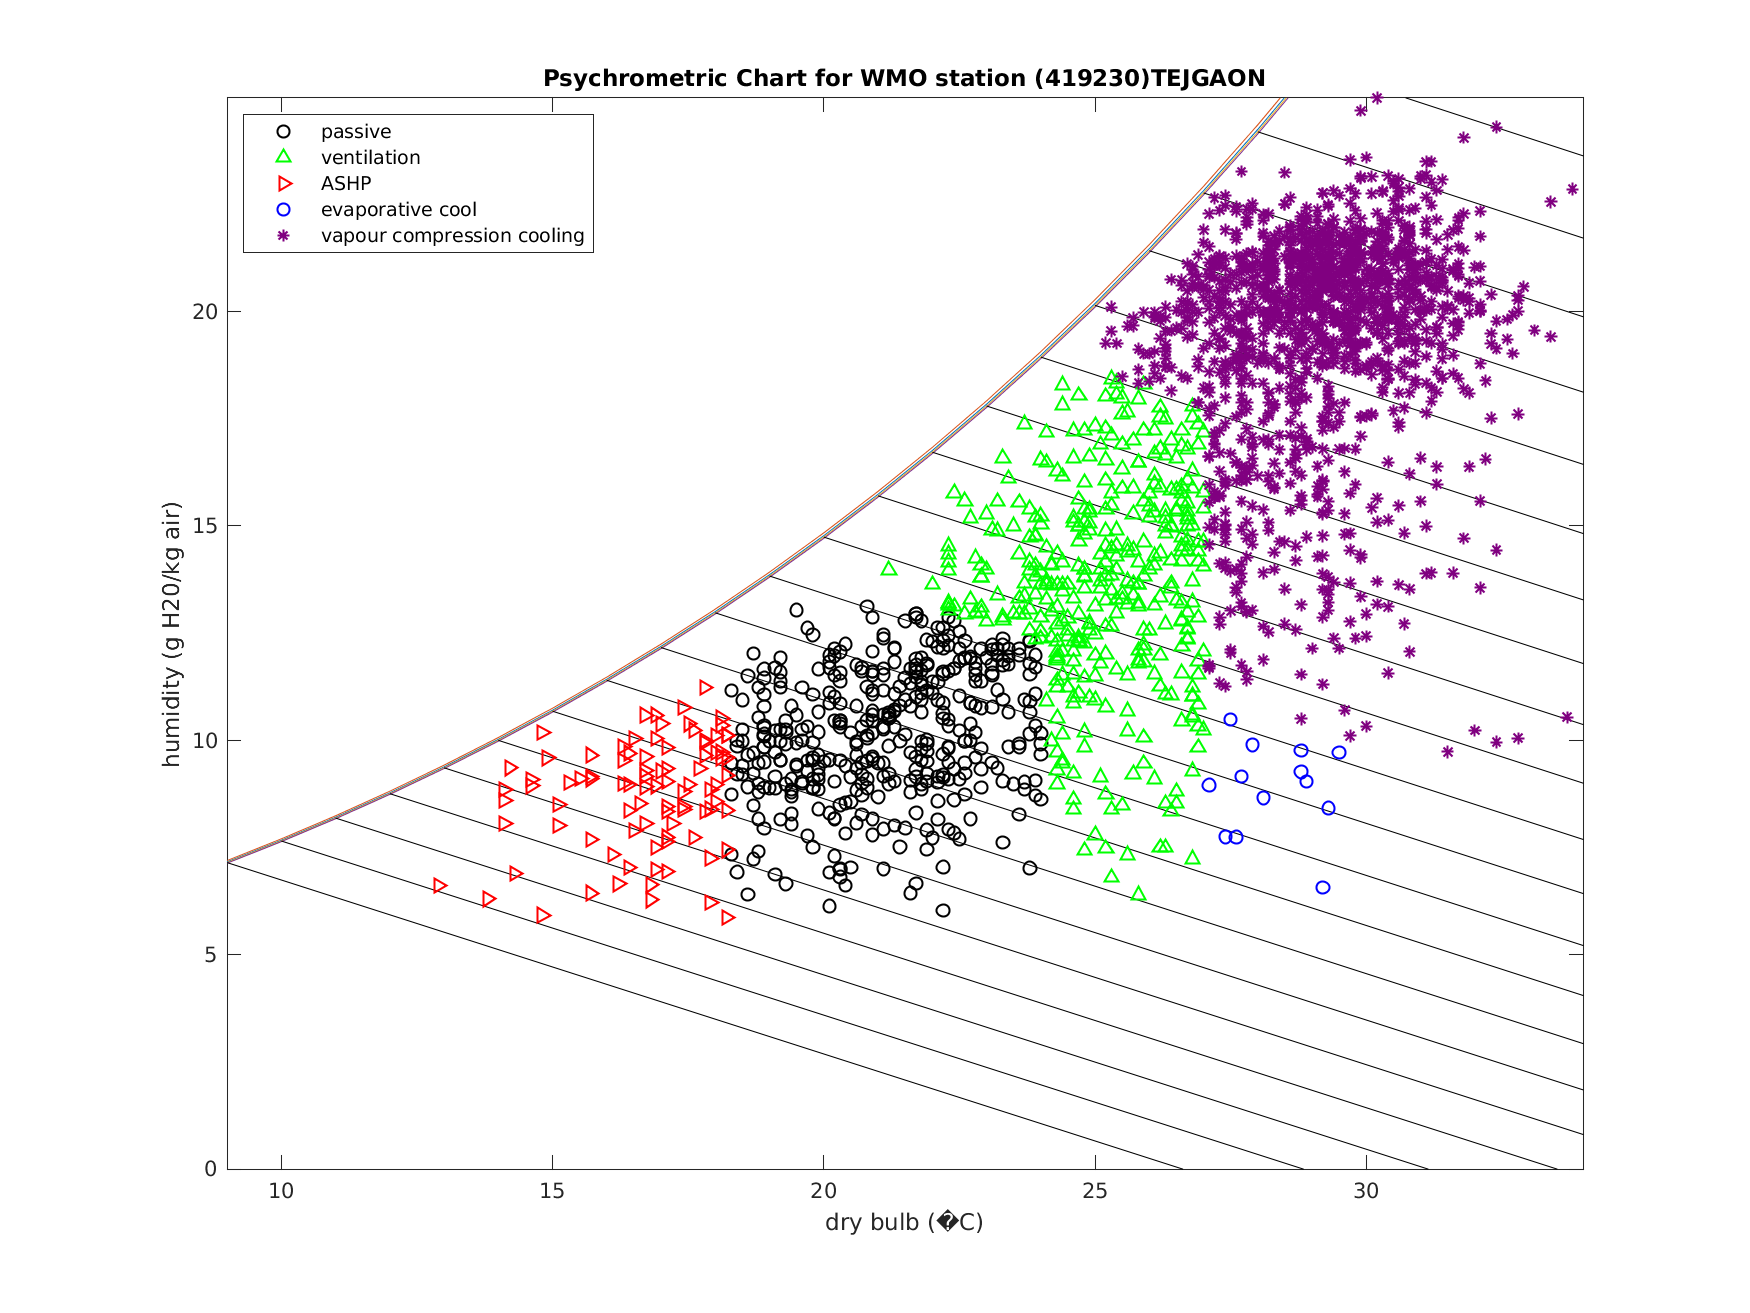 Psychrometric Chart for WMO station (419230)TEJGAON
passive
ventilation
ASHP
evaporative cool
vapour compression cooling
humidity (g H20/kg air)
20
15
10
5
0
10
15
20
25
30
dry bulb (�C)